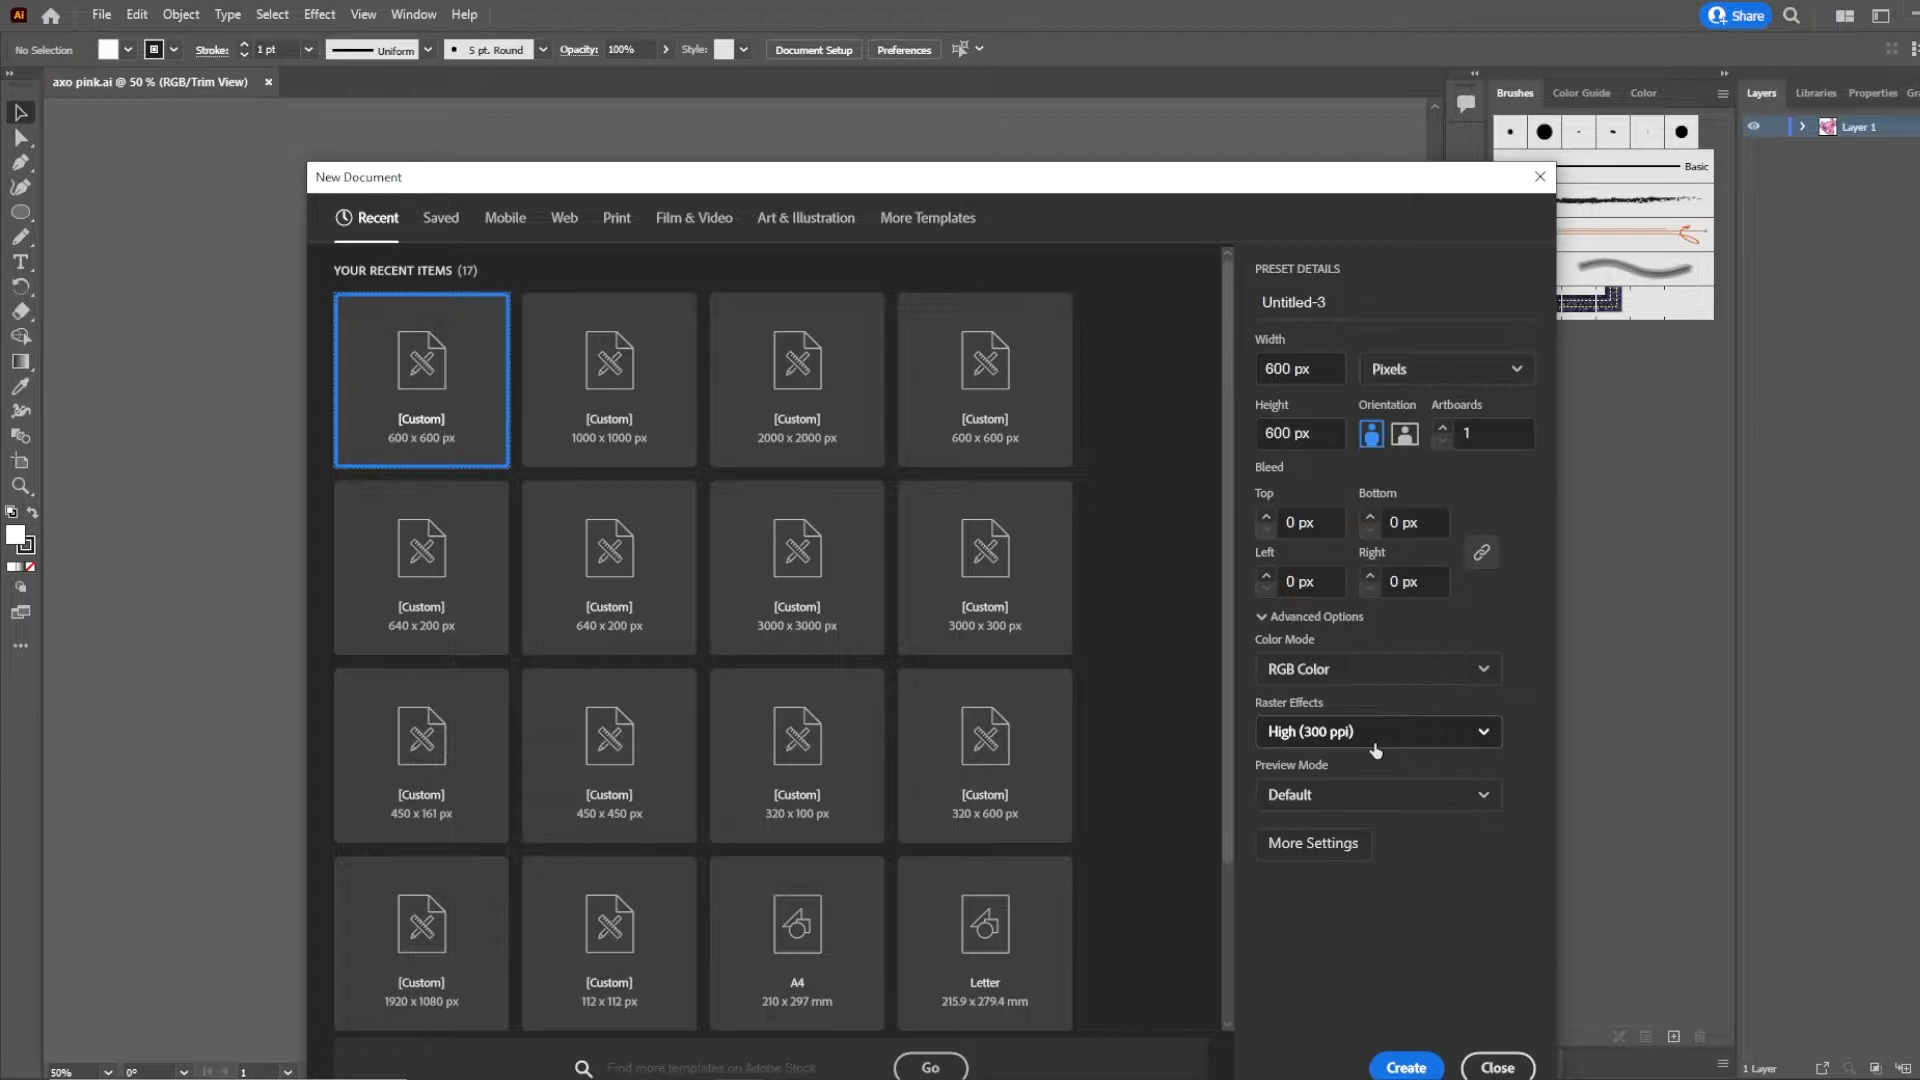 Ai File Edit Object Type Select Effect View Window Help Share
No Selection Stroke: 1 pt Uniform 5 pt. Round Opacity: 100% Style: Document Setup Preferences
axo pink.ai @ 50 % (RGB/Trim View)
Brushes Color Guide Color
Layers Libraries Properties Gra
Layer 1
Basic
New Document
Recent Saved Mobile Web Print Film & Video Art & Illustration More Templates
YOUR RECENT ITEMS (17)
[Custom] [Custom] [Custom] [Custom]
600 x 600 px 1000 x 1000 px 2000 x 2000 px 600 x 600 px
[Custom] [Custom] [Custom] [Custom]
640 x 200 px 640 x 200 px 3000 x 3000 px 3000 x 300 px
[Custom] [Custom] [Custom] [Custom]
450 x 161 px 450 x 450 px 320 x 100 px 320 x 600 px
[Custom] [Custom] A4 Letter
1920 x 1080 px 112 x 112 px 210 x 297 mm 215.9 x 279.4 mm
Find more templates on Adobe Stock Go
PRESET DETAILS
Untitled-3
Width
600 px Pixels
Height Orientation Artboards
600 px 1
Bleed
Top Bottom
0 px 0 px
Left Right
0 px 0 px
Advanced Options
Color Mode
RGB Color
Raster Effects
High (300 ppi)
Preview Mode
Default
More Settings
Create Close
50% 0° 1
1 Layer